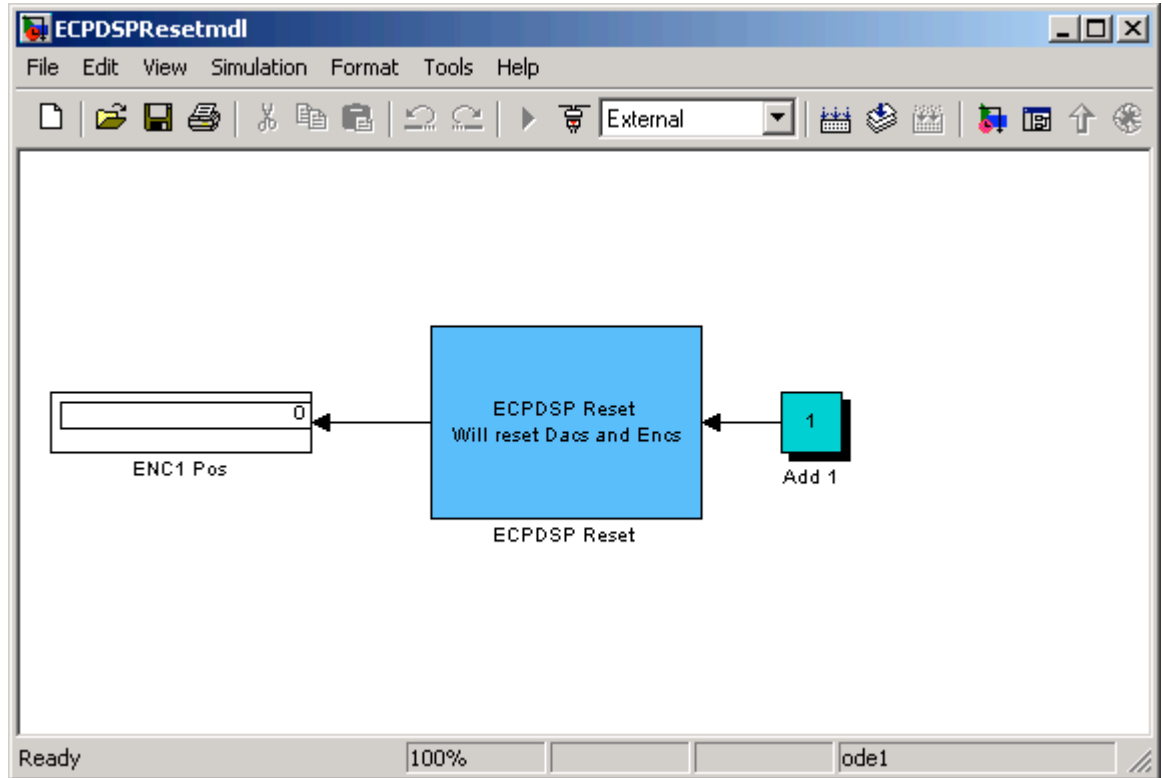 ECPDSPResetmdl
File Edit View Simulation Format Tools Help
External
ECPDSP Reset
Will reset Dacs and Encs
0
1
ENC1 Pos
Add 1
ECPDSP Reset
Ready 100% ode1